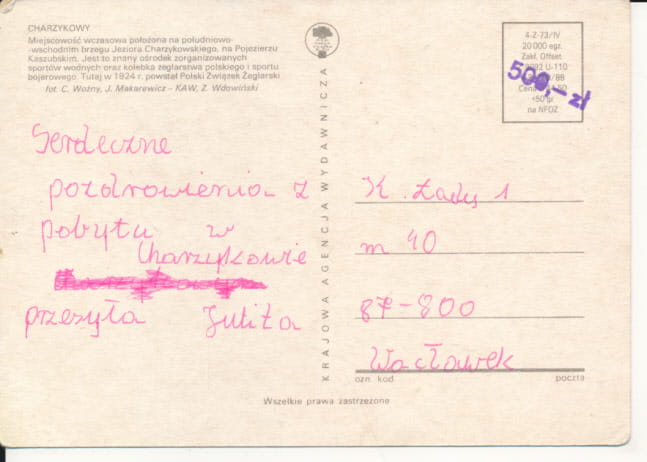 CHARZYKOWY
Miejscowość wczasowa położona na południowo-
-wschodnim brzegu Jeziora Charzykowskiego, na Pojezierzu
Kaszubskim. Jest to znany ośrodek zorganizowanych
sportów wodnych oraz kolebka żeglarstwa polskiego i sportu
bojerowego. Tutaj w 1924 r. powstał Polski Związek Żeglarski
fot. C. Woźny, J. Makarewicz - KAW, Z. Wdowiński
Serdeczne
pozdrowienia z
pobytu w
Charzykowie
przesyła Julita
KRAJOWA AGENCJA WYDAWNICZA
4-Z-73/IV
20 000 egz.
Zakł. Offset.
U-110
500,- zł
+50 gr
na NFOZ
K. Łady 1
m 40
87-800
Wocławek
ozn kod poczta
Wszelkie prawa zastrzeżone